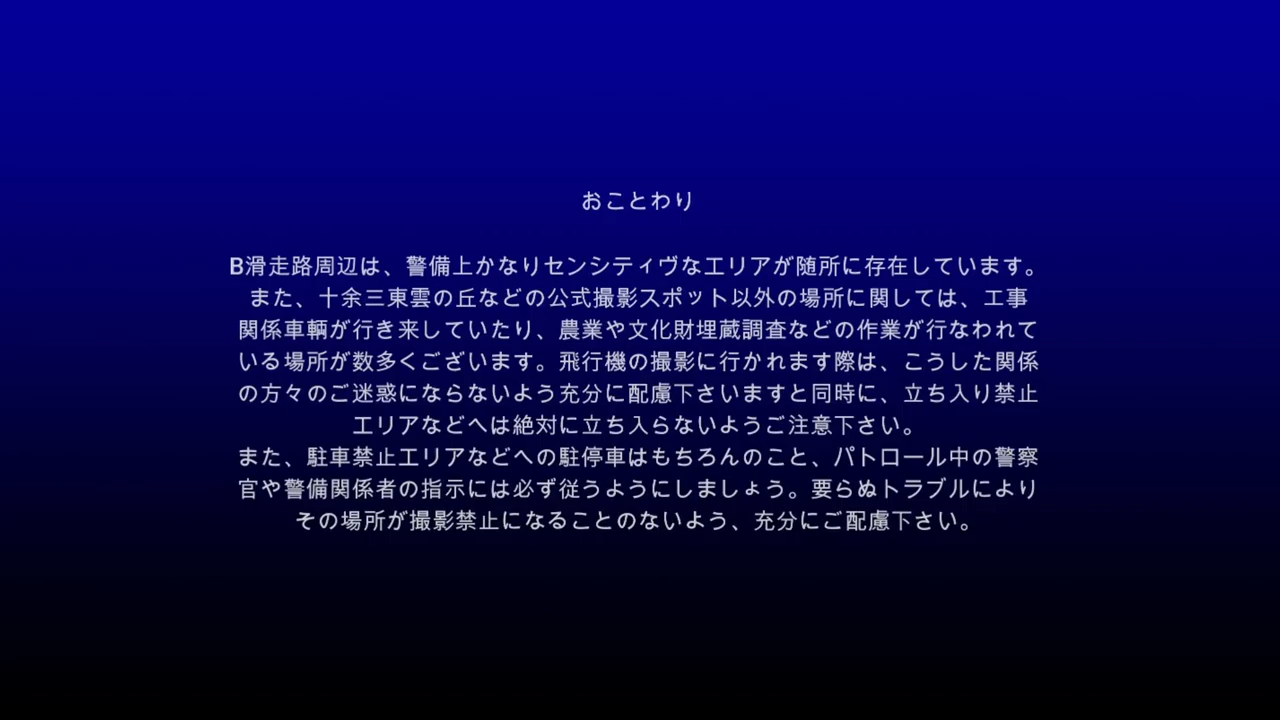 おことわり
B滑走路周辺は、警備上かなりセンシティヴなエリアが随所に存在しています。
また、十余三東雲の丘などの公式撮影スポット以外の場所に関しては、工事
関係車輌が行き来していたり、農業や文化財埋蔵調査などの作業が行なわれて
いる場所が数多くございます。飛行機の撮影に行かれます際は、こうした関係
の方々のご迷惑にならないよう充分に配慮下さいますと同時に、立ち入り禁止
エリアなどへは絶対に立ち入らないようご注意下さい。
また、駐車禁止エリアなどへの駐停車はもちろんのこと、パトロール中の警察
官や警備関係者の指示には必ず従うようにしましょう。要らぬトラブルにより
その場所が撮影禁止になることのないよう、充分にご配慮下さい。